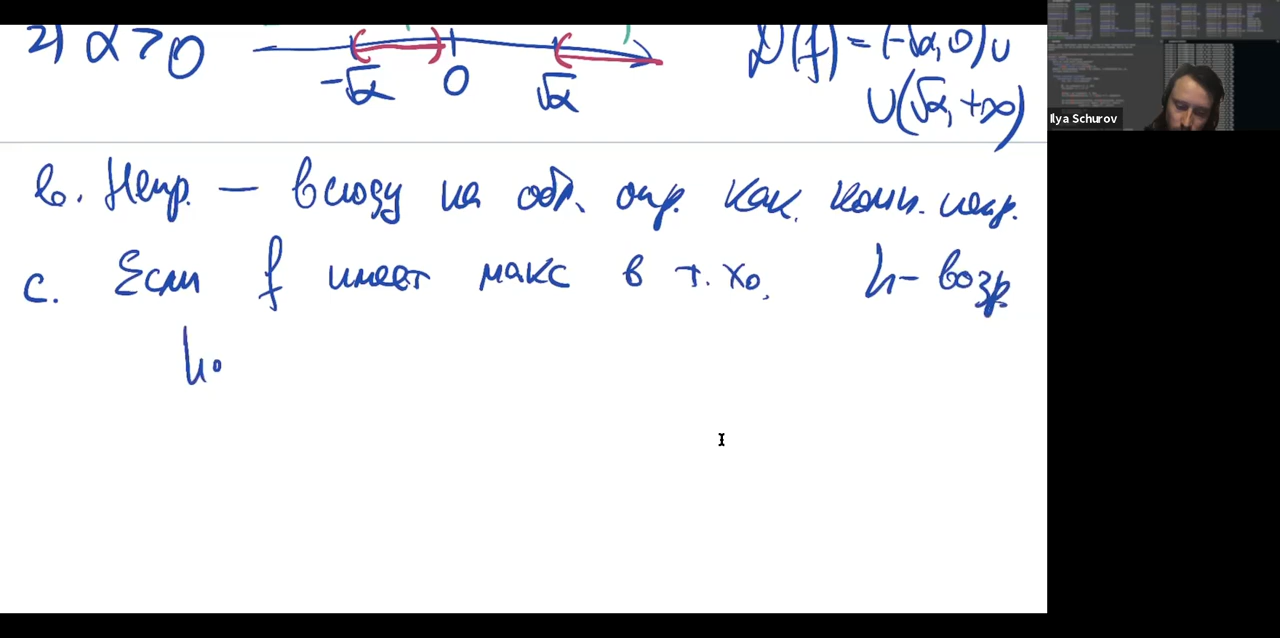 2) α > 0 -√α 0 √α D(f) = (-√α, 0) ∪
∪ (√α, +∞)
Ilya Schurov
b. Непр. — всюду на обл. опр. как комп. непр.
c. Если f имеет макс в т. x₀, h - возр
h∘